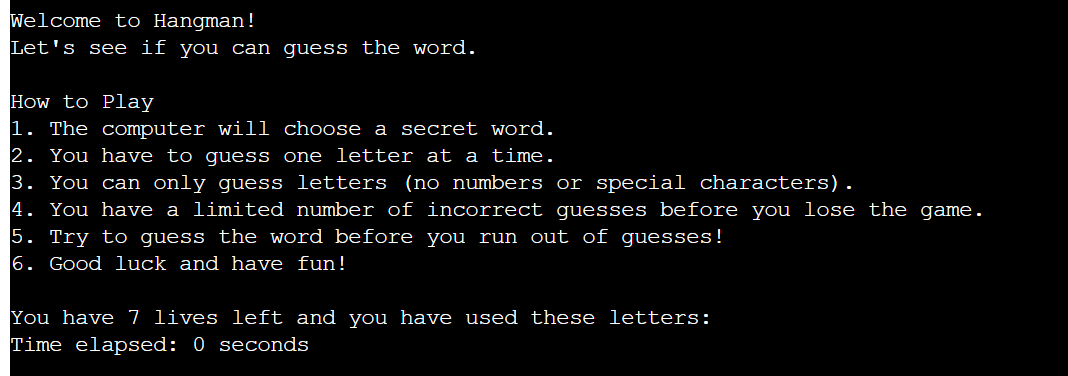 Welcome to Hangman!
Let's see if you can guess the word.
How to Play
1. The computer will choose a secret word.
2. You have to guess one letter at a time.
3. You can only guess letters (no numbers or special characters).
4. You have a limited number of incorrect guesses before you lose the game.
5. Try to guess the word before you run out of guesses!
6. Good luck and have fun!
You have 7 lives left and you have used these letters:
Time elapsed: 0 seconds